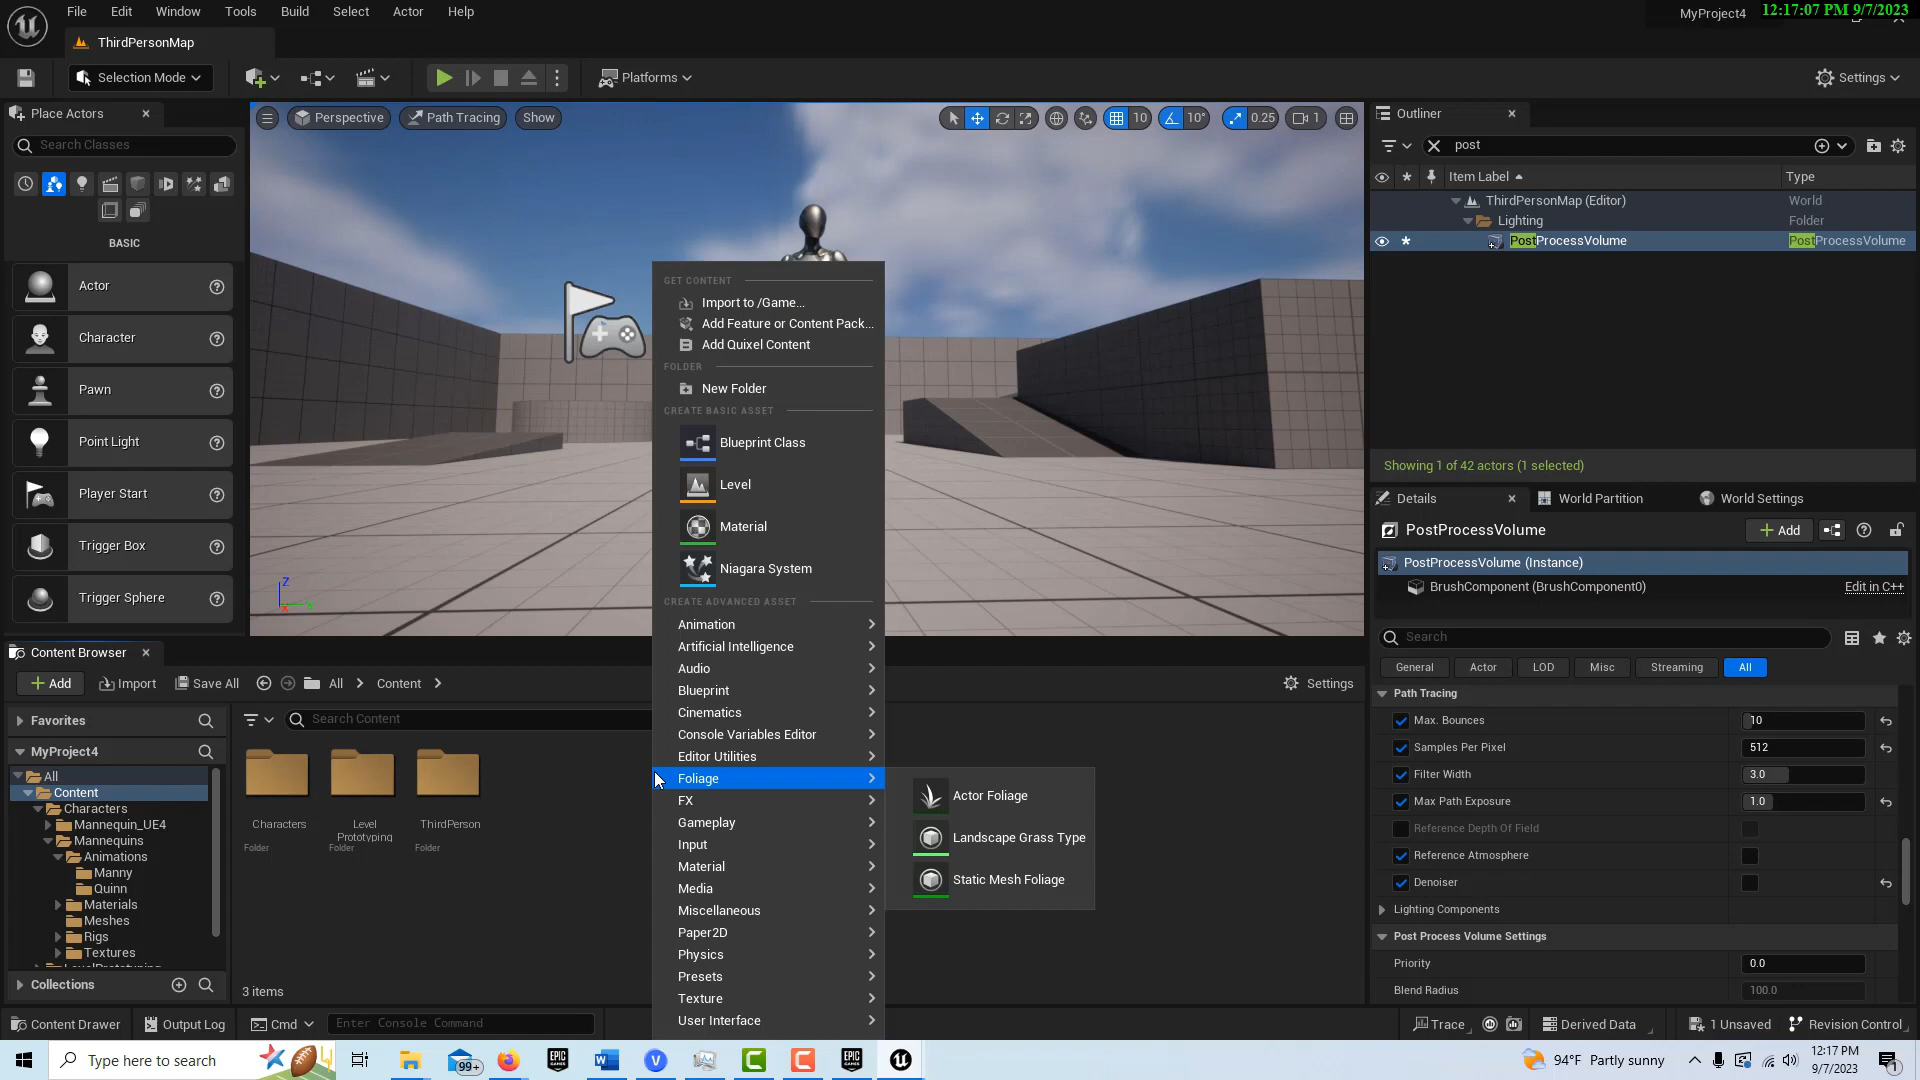 File Edit Window Tools Build Select Actor Help
MyProject4
12:17:07 PM 9/7/2023
ThirdPersonMap
Selection Mode
Platforms
Settings
Place Actors
Search Classes
BASIC
Actor
Character
Pawn
Point Light
Player Start
Trigger Box
Trigger Sphere
Perspective
Path Tracing
Show
10
10°
0.25
1
Z
GET CONTENT
Import to /Game...
Add Feature or Content Pack...
Add Quixel Content
FOLDER
New Folder
CREATE BASIC ASSET
Blueprint Class
Level
Material
Niagara System
CREATE ADVANCED ASSET
Animation
Artificial Intelligence
Audio
Blueprint
Cinematics
Console Variables Editor
Editor Utilities
Foliage
FX
Gameplay
Input
Material
Media
Miscellaneous
Paper2D
Physics
Presets
Texture
User Interface
Actor Foliage
Landscape Grass Type
Static Mesh Foliage
Outliner
post
Item Label
Type
ThirdPersonMap (Editor)
World
Lighting
Folder
PostProcessVolume
PostProcessVolume
Showing 1 of 42 actors (1 selected)
Details
World Partition
World Settings
PostProcessVolume
Add
PostProcessVolume (Instance)
BrushComponent (BrushComponent0)
Edit in C++
Search
General
Actor
LOD
Misc
Streaming
All
Path Tracing
Max. Bounces
10
Samples Per Pixel
512
Filter Width
3.0
Max Path Exposure
1.0
Reference Depth Of Field
Reference Atmosphere
Denoiser
Lighting Components
Post Process Volume Settings
Priority
0.0
Blend Radius
100.0
Content Browser
Add
Import
Save All
All
Content
Settings
Favorites
Search Content
MyProject4
All
Content
Characters
Mannequin_UE4
Mannequins
Animations
Manny
Quinn
Materials
Meshes
Rigs
Textures
Collections
Characters
Folder
Level
Prototyping
Folder
ThirdPerson
Folder
3 items
Content Drawer
Output Log
Cmd
Enter Console Command
Trace
Derived Data
1 Unsaved
Revision Control
Type here to search
99+
94°F Partly sunny
12:17 PM
9/7/2023
1